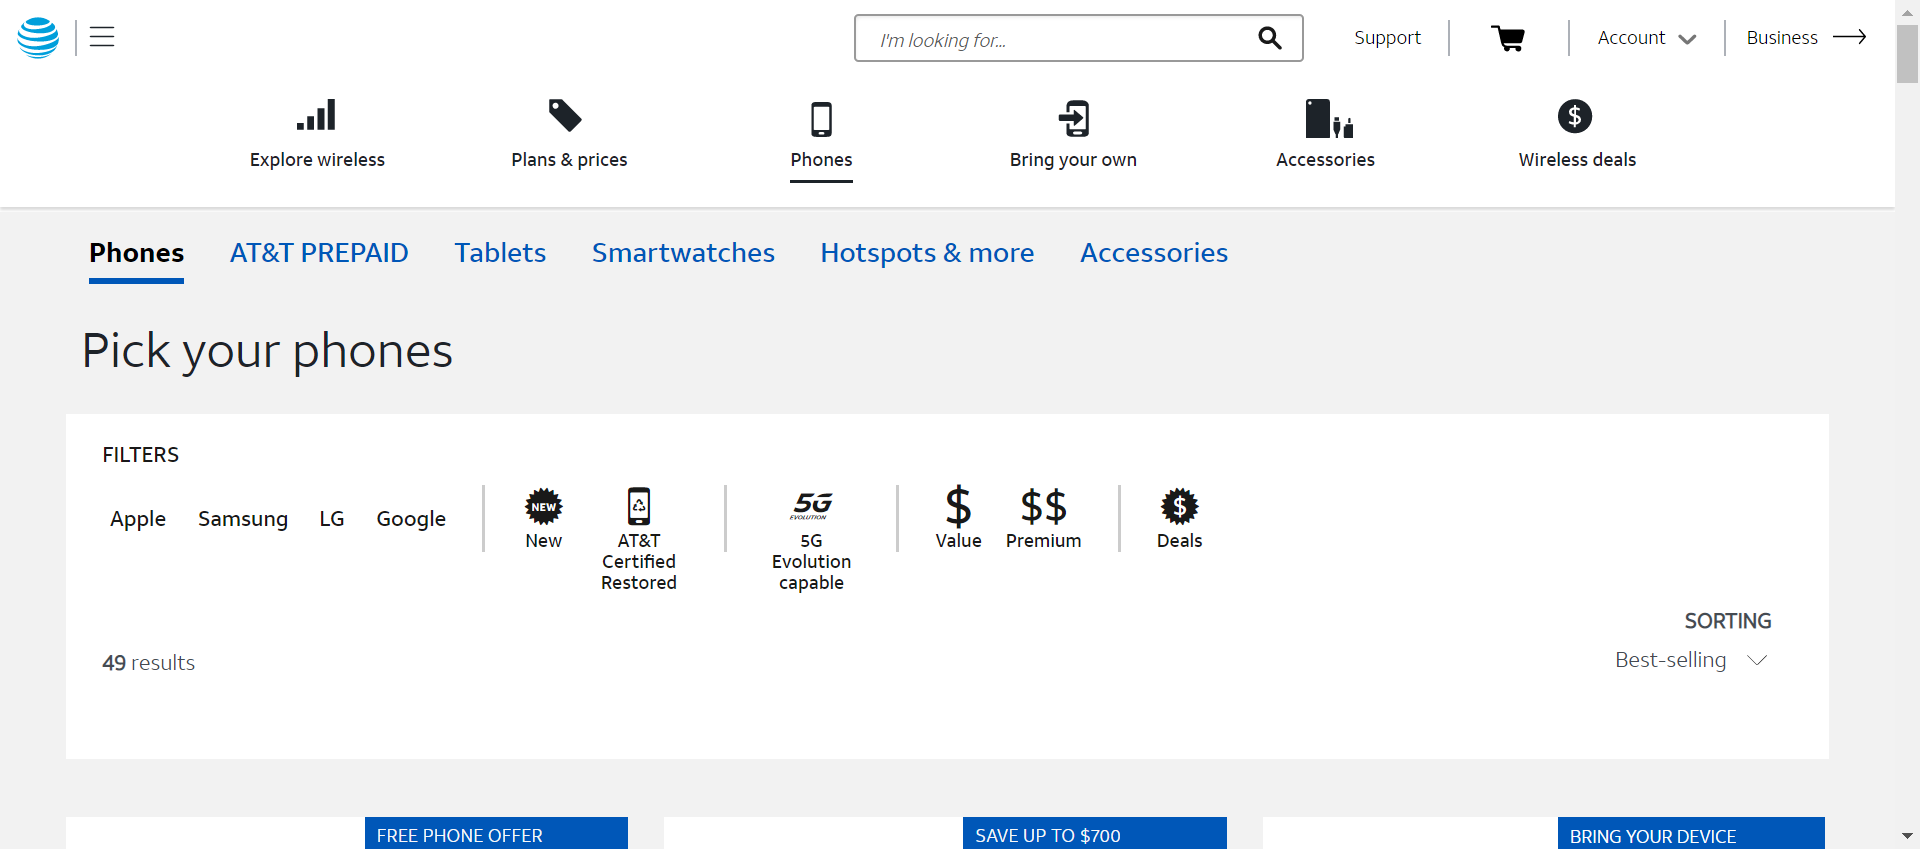 I'm looking for...
Support
Account
Business
Explore wireless
Plans & prices
Phones
Bring your own
Accessories
Wireless deals
Phones
AT&T PREPAID
Tablets
Smartwatches
Hotspots & more
Accessories
Pick your phones
FILTERS
Apple
Samsung
LG
Google
NEW
New
AT&T
Certified
Restored
5G
EVOLUTION
5G
Evolution
capable
$
Value
$$
Premium
$
Deals
SORTING
Best-selling
49 results
FREE PHONE OFFER
SAVE UP TO $700
BRING YOUR DEVICE